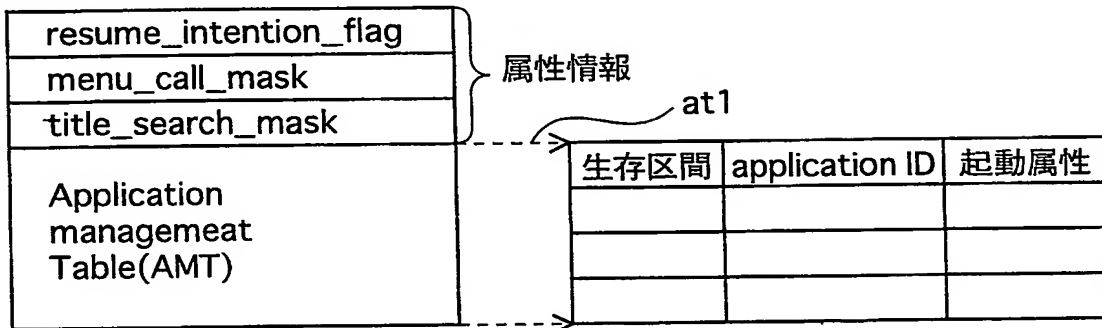 resume_intention_flag
menu_call_mask
title_search_mask
属性情報
at1
Application
managemeat
Table(AMT)
生存区間 application ID 起動属性